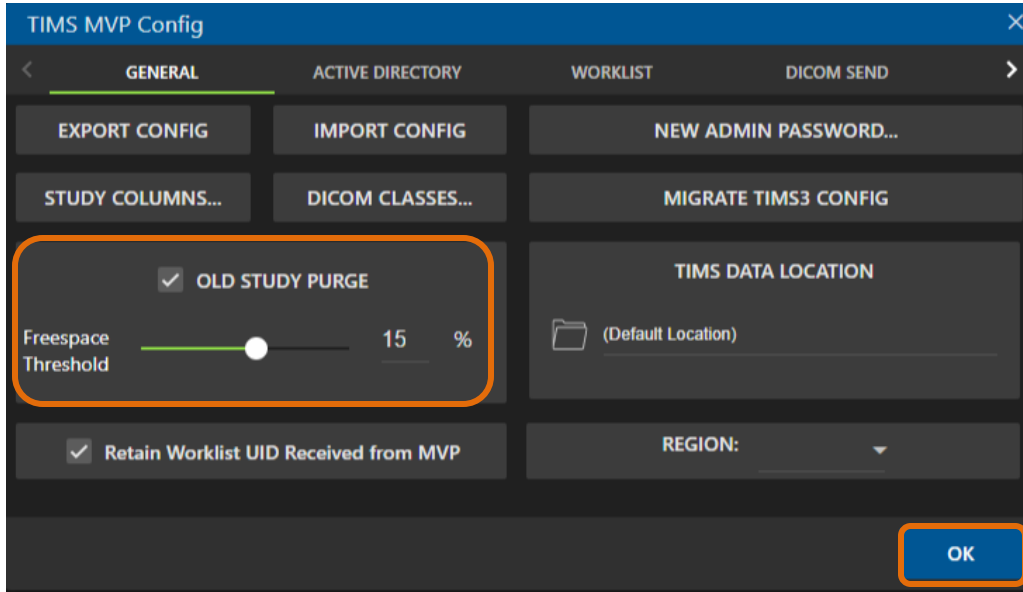 TIMS MVP Config
GENERAL
ACTIVE DIRECTORY
WORKLIST
DICOM SEND
EXPORT CONFIG
IMPORT CONFIG
NEW ADMIN PASSWORD...
STUDY COLUMNS...
DICOM CLASSES...
MIGRATE TIMS3 CONFIG
OLD STUDY PURGE
Freespace
Threshold
15 %
TIMS DATA LOCATION
(Default Location)
Retain Worklist UID Received from MVP
REGION:
OK